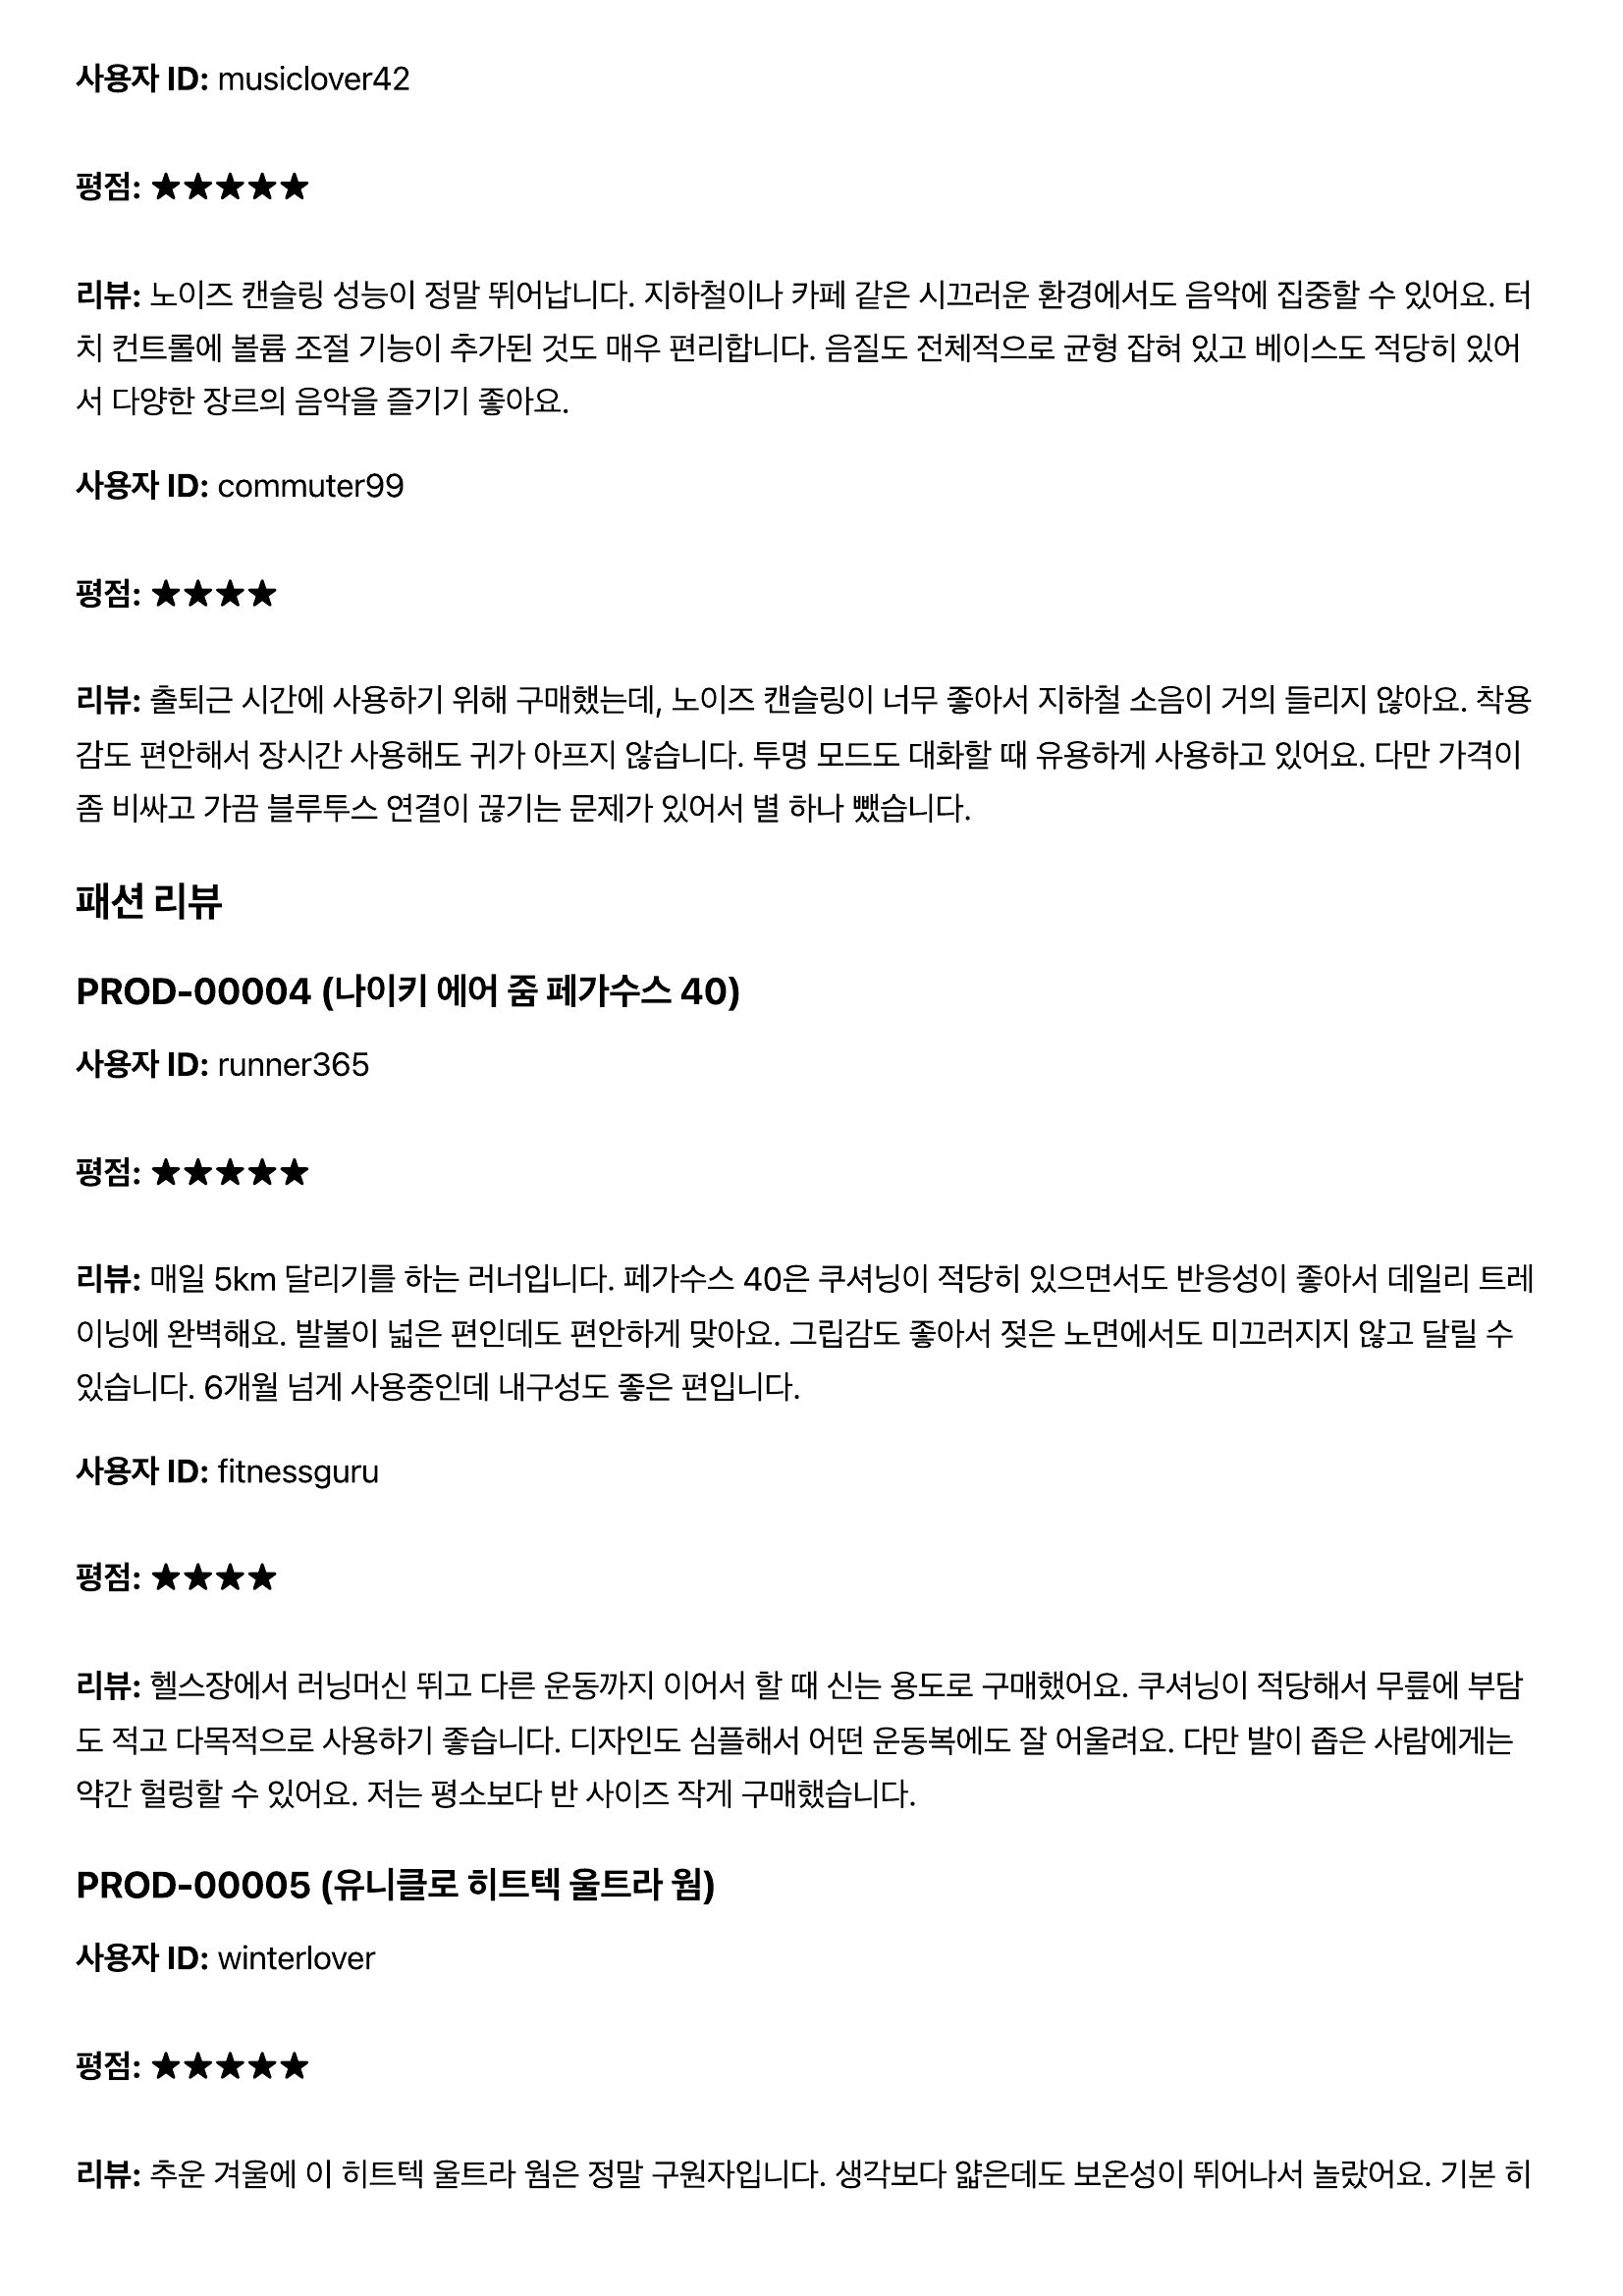 사용자 ID: musiclover42
평점: ★★★★★
리뷰: 노이즈 캔슬링 성능이 정말 뛰어납니다. 지하철이나 카페 같은 시끄러운 환경에서도 음악에 집중할 수 있어요. 터
치 컨트롤에 볼륨 조절 기능이 추가된 것도 매우 편리합니다. 음질도 전체적으로 균형 잡혀 있고 베이스도 적당히 있어
서 다양한 장르의 음악을 즐기기 좋아요.
사용자 ID: commuter99
평점: ★★★★
리뷰: 출퇴근 시간에 사용하기 위해 구매했는데, 노이즈 캔슬링이 너무 좋아서 지하철 소음이 거의 들리지 않아요. 착용
감도 편안해서 장시간 사용해도 귀가 아프지 않습니다. 투명 모드도 대화할 때 유용하게 사용하고 있어요. 다만 가격이
좀 비싸고 가끔 블루투스 연결이 끊기는 문제가 있어서 별 하나 뺐습니다.
패션 리뷰
PROD-00004 (나이키 에어 줌 페가수스 40)
사용자 ID: runner365
평점: ★★★★★
리뷰: 매일 5km 달리기를 하는 러너입니다. 페가수스 40은 쿠셔닝이 적당히 있으면서도 반응성이 좋아서 데일리 트레
이닝에 완벽해요. 발볼이 넓은 편인데도 편안하게 맞아요. 그립감도 좋아서 젖은 노면에서도 미끄러지지 않고 달릴 수
있습니다. 6개월 넘게 사용중인데 내구성도 좋은 편입니다.
사용자 ID: fitnessguru
평점: ★★★★
리뷰: 헬스장에서 러닝머신 뛰고 다른 운동까지 이어서 할 때 신는 용도로 구매했어요. 쿠셔닝이 적당해서 무릎에 부담
도 적고 다목적으로 사용하기 좋습니다. 디자인도 심플해서 어떤 운동복에도 잘 어울려요. 다만 발이 좁은 사람에게는
약간 헐렁할 수 있어요. 저는 평소보다 반 사이즈 작게 구매했습니다.
PROD-00005 (유니클로 히트텍 울트라 웜)
사용자 ID: winterlover
평점: ★★★★★
리뷰: 추운 겨울에 이 히트텍 울트라 웜은 정말 구원자입니다. 생각보다 얇은데도 보온성이 뛰어나서 놀랐어요. 기본 히